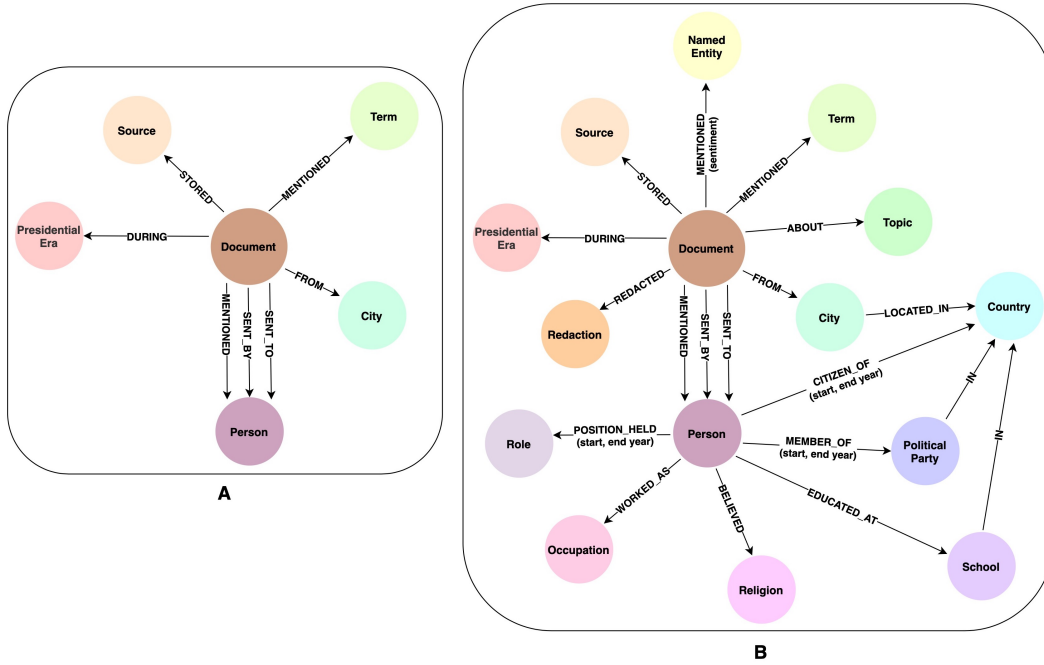 Source
Term
STORED
MENTIONED
Presidential
Era
DURING
Document
FROM
City
MENTIONED
SENT_BY
SENT_TO
Person
A
Named
Entity
MENTIONED
(sentiment)
Source
Term
STORED
MENTIONED
Presidential
Era
DURING
Document
ABOUT
Topic
REDACTED
Redaction
FROM
City
LOCATED_IN
Country
MENTIONED
SENT_BY
SENT_TO
CITIZEN_OF
(start, end year)
IN
IN
Role
POSITION_HELD
(start, end year)
Person
MEMBER_OF
(start, end year)
Political
Party
WORKED_AS
Occupation
BELIEVED
Religion
EDUCATED_AT
School
B